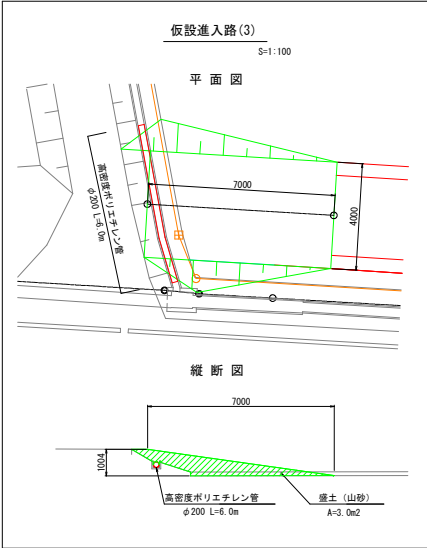 仮設進入路(3)
S=1:100
平面図
高密度ポリエチレン管
φ200 L=6.0m
7000
4000
縦断図
7000
1004
高密度ポリエチレン管
φ200 L=6.0m
盛土（山砂）
A=3.0m2